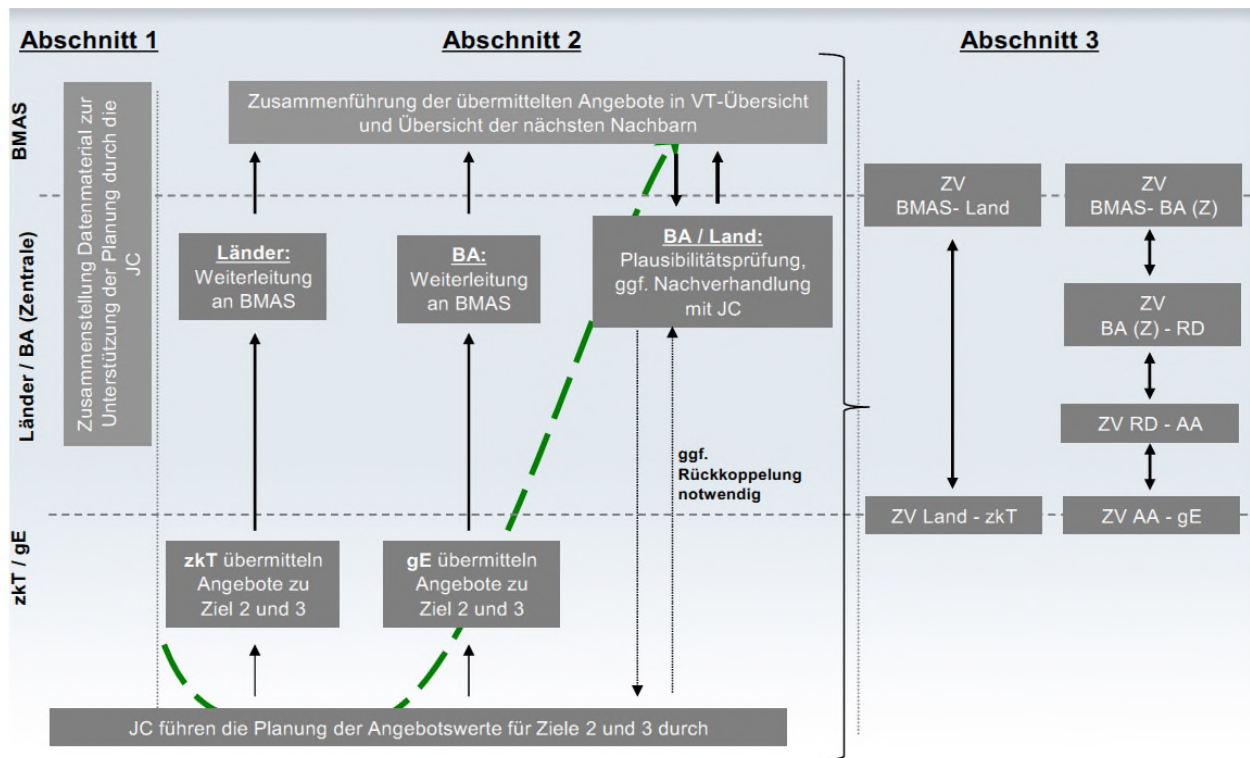 Abschnitt 1
Abschnitt 2
Abschnitt 3
BMAS
Länder / BA (Zentrale)
zkT / gE
Zusammenstellung Datenmaterial zur
Unterstützung der Planung durch die
JC
Zusammenführung der übermittelten Angebote in VT-Übersicht
und Übersicht der nächsten Nachbarn
Länder:
Weiterleitung
an BMAS
BA:
Weiterleitung
an BMAS
BA / Land:
Plausibilitätsprüfung,
ggf. Nachverhandlung
mit JC
ggf.
Rückkoppelung
notwendig
zkT übermitteln
Angebote zu
Ziel 2 und 3
gE übermitteln
Angebote zu
Ziel 2 und 3
JC führen die Planung der Angebotswerte für Ziele 2 und 3 durch
ZV
BMAS- Land
ZV
BMAS- BA (Z)
ZV
BA (Z) - RD
ZV RD - AA
ZV Land - zkT
ZV AA - gE